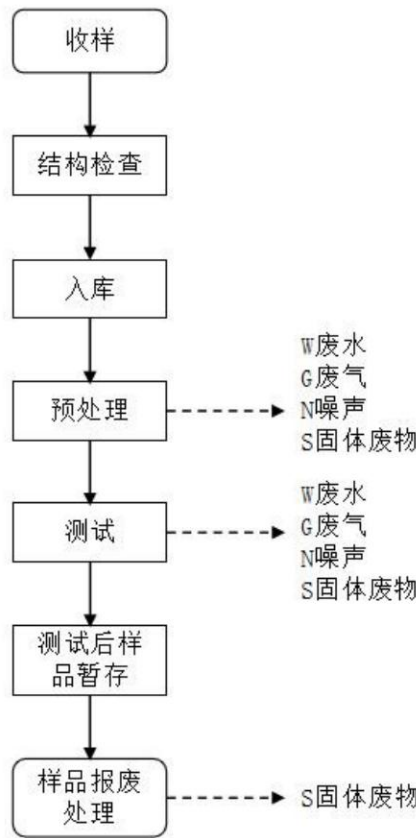 收样
结构检查
入库
预处理
W废水
G废气
N噪声
S固体废物
测试
W废水
G废气
N噪声
S固体废物
测试后样
品暂存
样品报废
处理
S固体废物